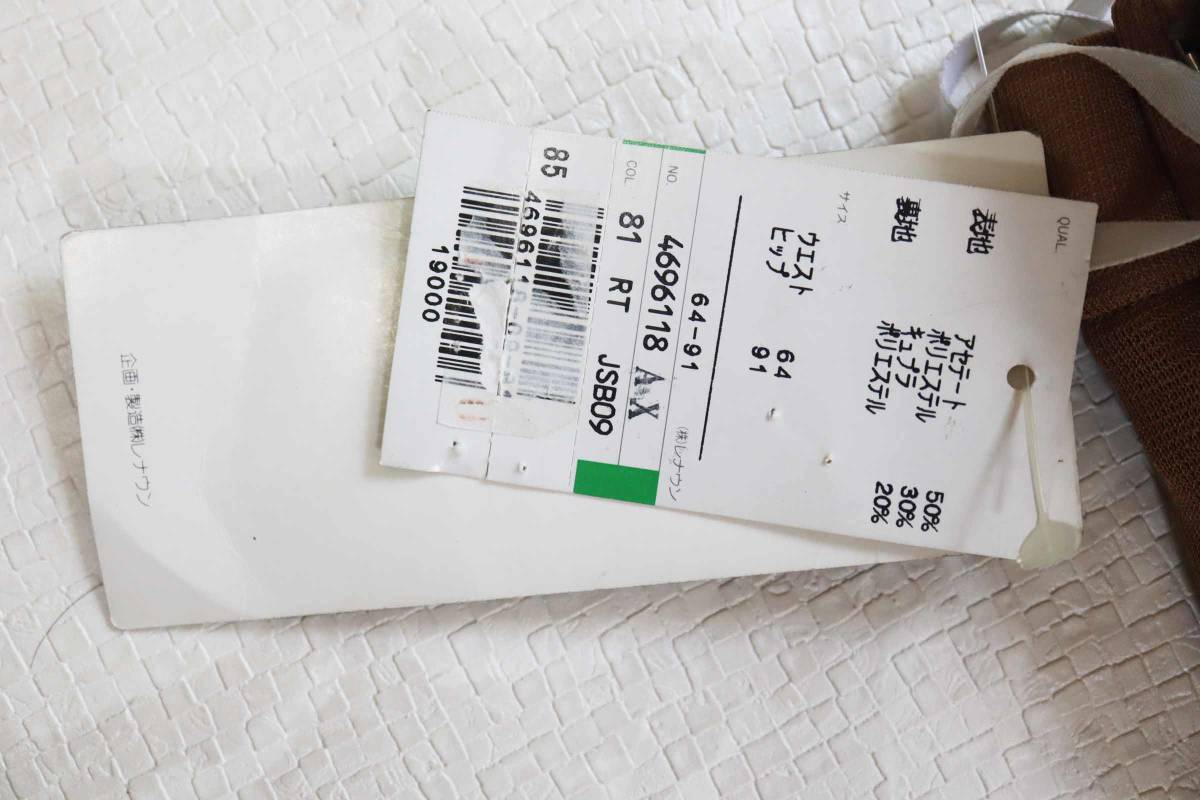 QUAL.
表地 アセテート 50%
ポリエステル 30%
キュプラ 20%
裏地 ポリエステル
サイズ
ウエスト 64
ヒップ 91
64-91
NO. (株)レナウン
4696118 AX
COL. 81 RT JSB09
85
469611
19000
企画・製造㈱レナウン